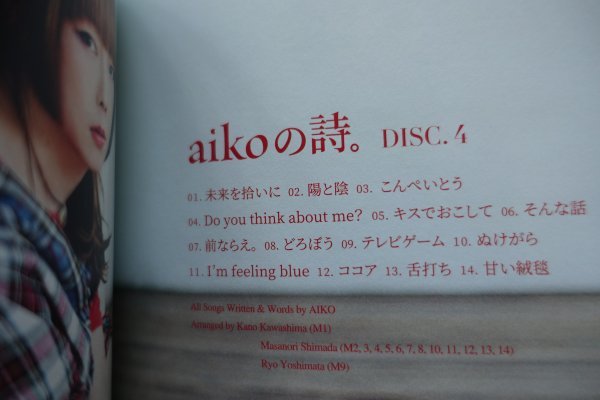 aikoの詩。 DISC. 4
01. 未来を拾いに 02. 陽と陰 03. こんぺいとう
04. Do you think about me? 05. キスでおこして 06. そんな話
07. 前ならえ。 08. どろぼう 09. テレビゲーム 10. ぬけがら
11. I'm feeling blue 12. ココア 13. 舌打ち 14. 甘い絨毯
All Songs Written & Words by AIKO
Arranged by Kano Kawashima (M1)
Masanori Shimada (M2, 3, 4, 5, 6, 7, 8, 10, 11, 12, 13, 14)
Ryo Yoshimata (M9)